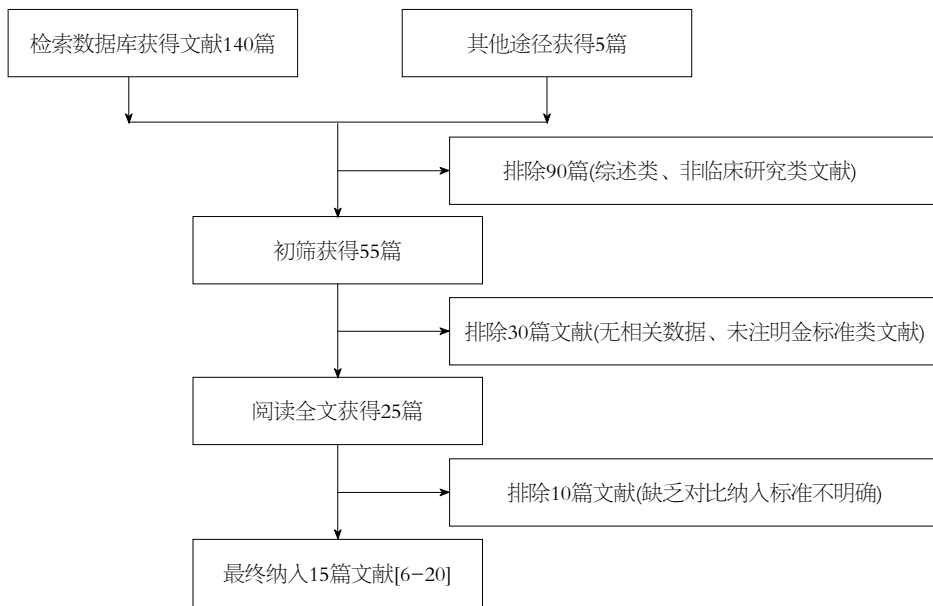 检索数据库获得文献140篇
其他途径获得5篇
排除90篇(综述类、非临床研究类文献)
初筛获得55篇
排除30篇文献(无相关数据、未注明金标准类文献)
阅读全文获得25篇
排除10篇文献(缺乏对比纳入标准不明确)
最终纳入15篇文献[6-20]